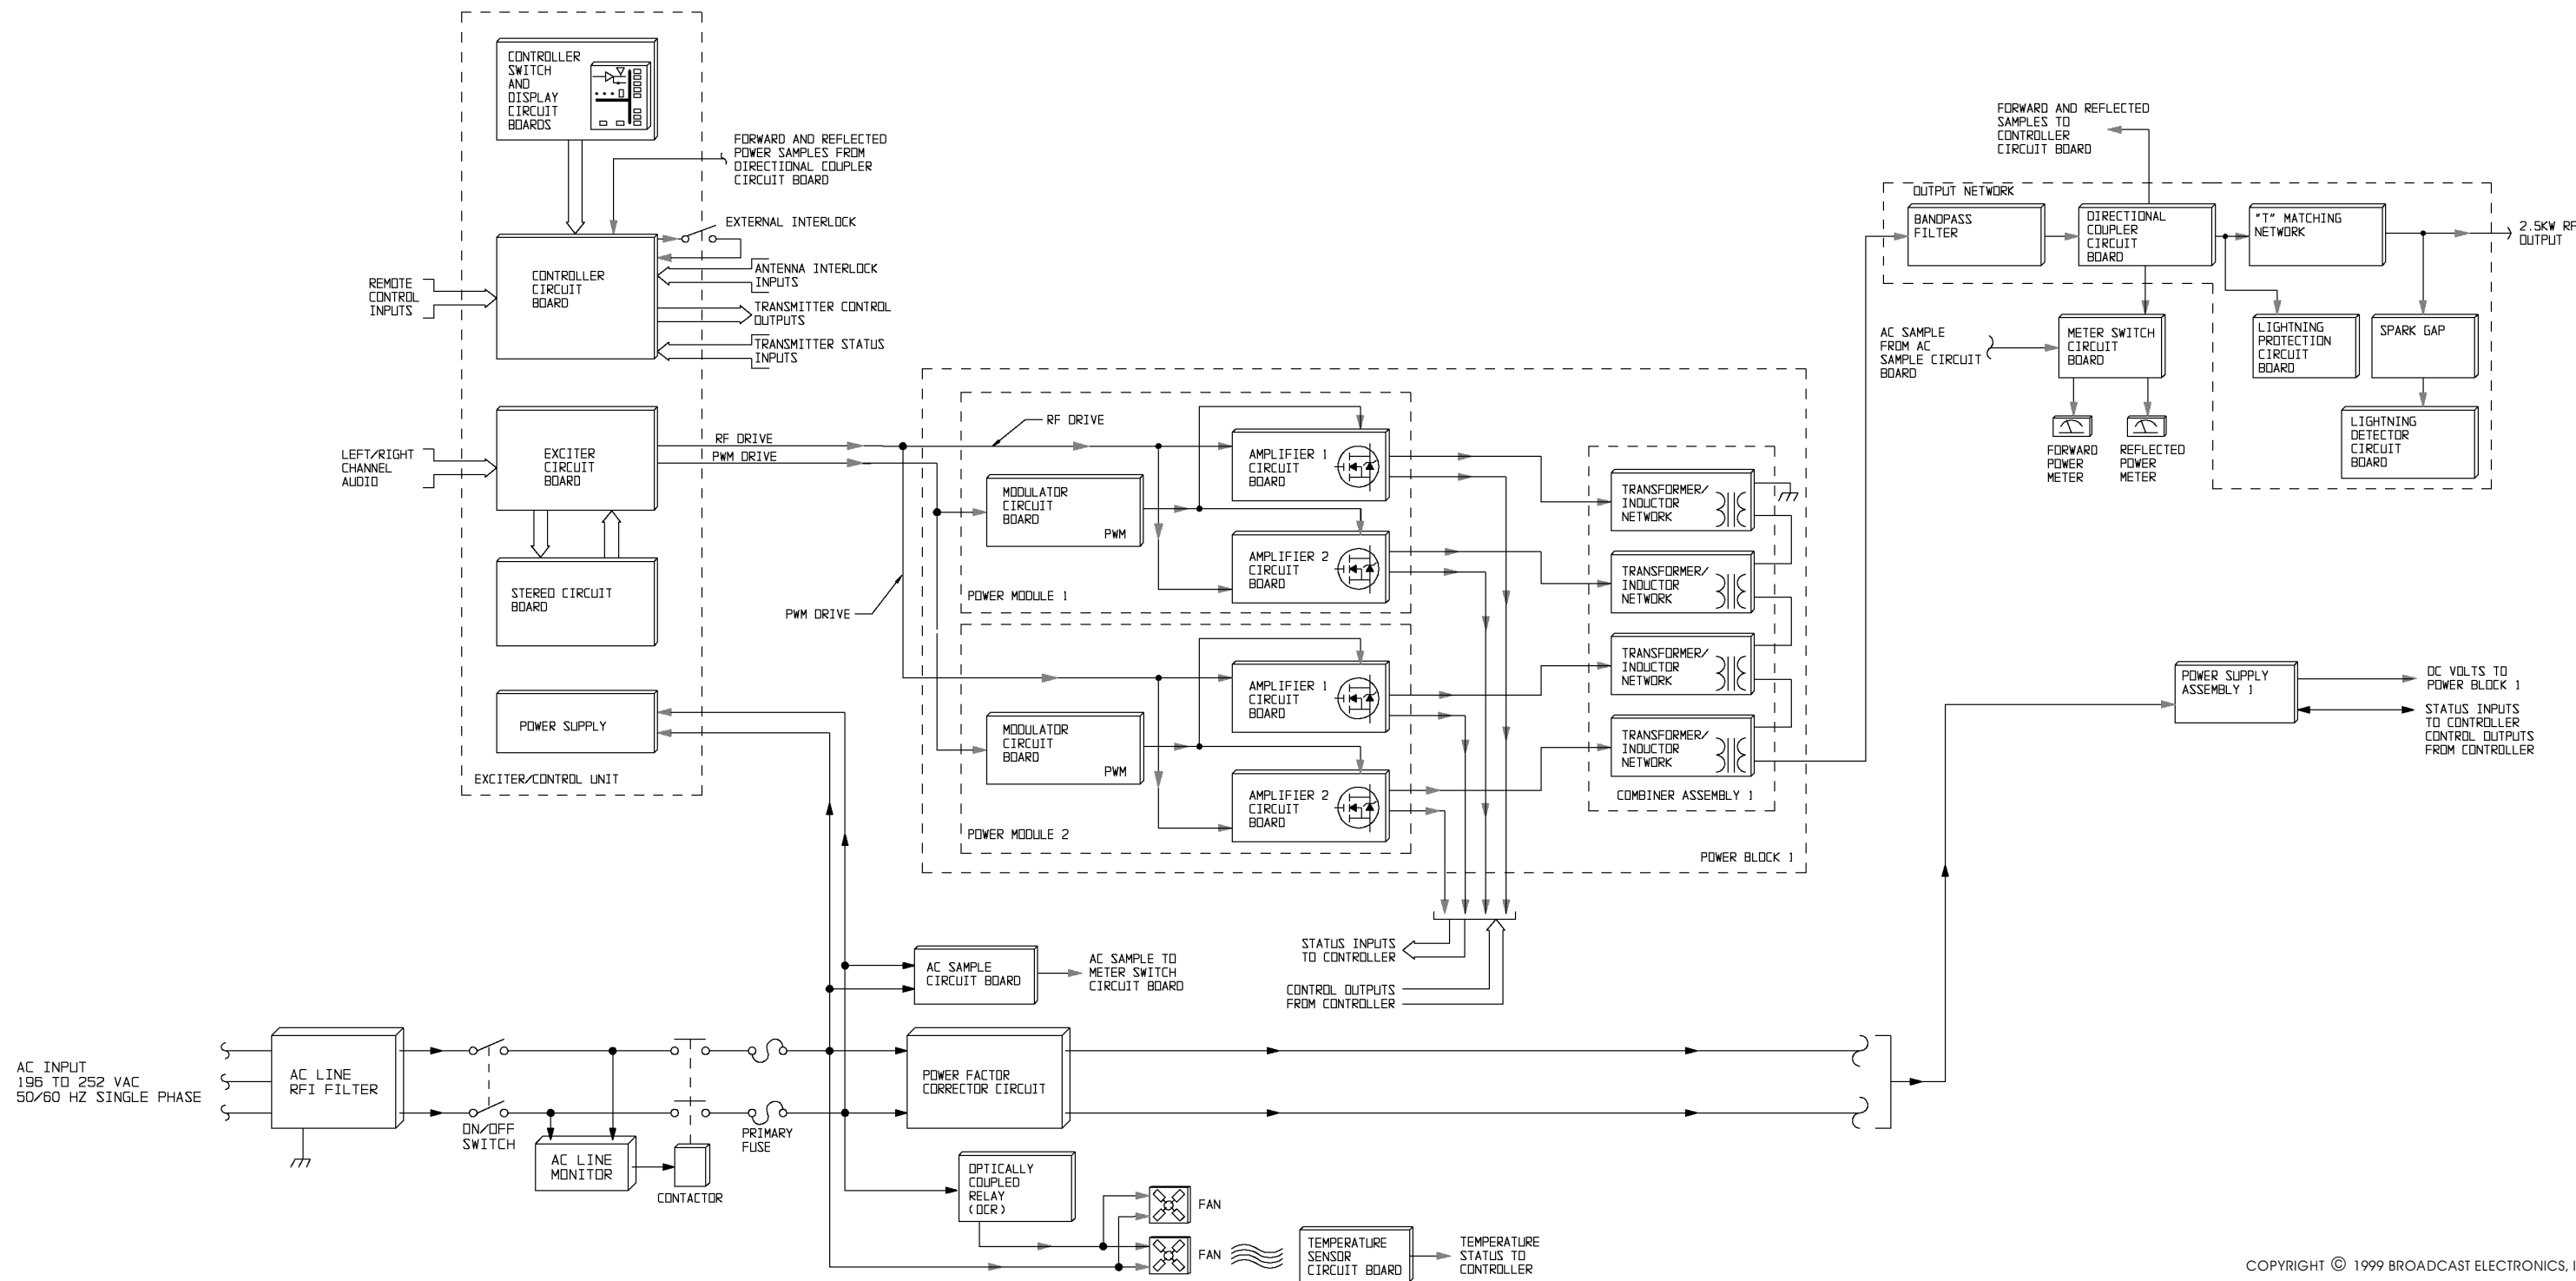 CONTROLLER
SWITCH
AND
DISPLAY
CIRCUIT
BOARDS
FORWARD AND REFLECTED
POWER SAMPLES FROM
DIRECTIONAL COUPLER
CIRCUIT BOARD
EXTERNAL INTERLOCK
REMOTE
CONTROL
INPUTS
CONTROLLER
CIRCUIT
BOARD
ANTENNA INTERLOCK
INPUTS
TRANSMITTER CONTROL
OUTPUTS
TRANSMITTER STATUS
INPUTS
LEFT/RIGHT
CHANNEL
AUDIO
EXCITER
CIRCUIT
BOARD
RF DRIVE
PWM DRIVE
STEREO CIRCUIT
BOARD
PWM DRIVE
POWER SUPPLY
EXCITER/CONTROL UNIT
RF DRIVE
MODULATOR
CIRCUIT
BOARD
PWM
AMPLIFIER 1
CIRCUIT
BOARD
AMPLIFIER 2
CIRCUIT
BOARD
POWER MODULE 1
MODULATOR
CIRCUIT
BOARD
PWM
AMPLIFIER 1
CIRCUIT
BOARD
AMPLIFIER 2
CIRCUIT
BOARD
POWER MODULE 2
TRANSFORMER/
INDUCTOR
NETWORK
TRANSFORMER/
INDUCTOR
NETWORK
TRANSFORMER/
INDUCTOR
NETWORK
TRANSFORMER/
INDUCTOR
NETWORK
COMBINER ASSEMBLY 1
POWER BLOCK 1
FORWARD AND REFLECTED
SAMPLES TO
CONTROLLER
CIRCUIT BOARD
OUTPUT NETWORK
BANDPASS
FILTER
DIRECTIONAL
COUPLER
CIRCUIT
BOARD
"T" MATCHING
NETWORK
2.5KW RF
OUTPUT
AC SAMPLE
FROM AC
SAMPLE CIRCUIT
BOARD
METER SWITCH
CIRCUIT
BOARD
LIGHTNING
PROTECTION
CIRCUIT
BOARD
SPARK GAP
FORWARD
POWER
METER
REFLECTED
POWER
METER
LIGHTING
DETECTOR
CIRCUIT
BOARD
POWER SUPPLY
ASSEMBLY 1
DC VOLTS TO
POWER BLOCK 1
STATUS INPUTS
TO CONTROLLER
CONTROL OUTPUTS
FROM CONTROLLER
STATUS INPUTS
TO CONTROLLER
CONTROL OUTPUTS
FROM CONTROLLER
AC SAMPLE
CIRCUIT BOARD
AC SAMPLE TO
METER SWITCH
CIRCUIT BOARD
AC INPUT
196 TO 252 VAC
50/60 HZ SINGLE PHASE
AC LINE
RFI FILTER
ON/OFF
SWITCH
AC LINE
MONITOR
CONTACTOR
PRIMARY
FUSE
POWER FACTOR
CORRECTOR CIRCUIT
OPTICALLY
COUPLED
RELAY
(OCR)
FAN
FAN
TEMPERATURE
SENSOR
CIRCUIT BOARD
TEMPERATURE
STATUS TO
CONTROLLER
COPYRIGHT © 1999 BROADCAST ELECTRONICS, I